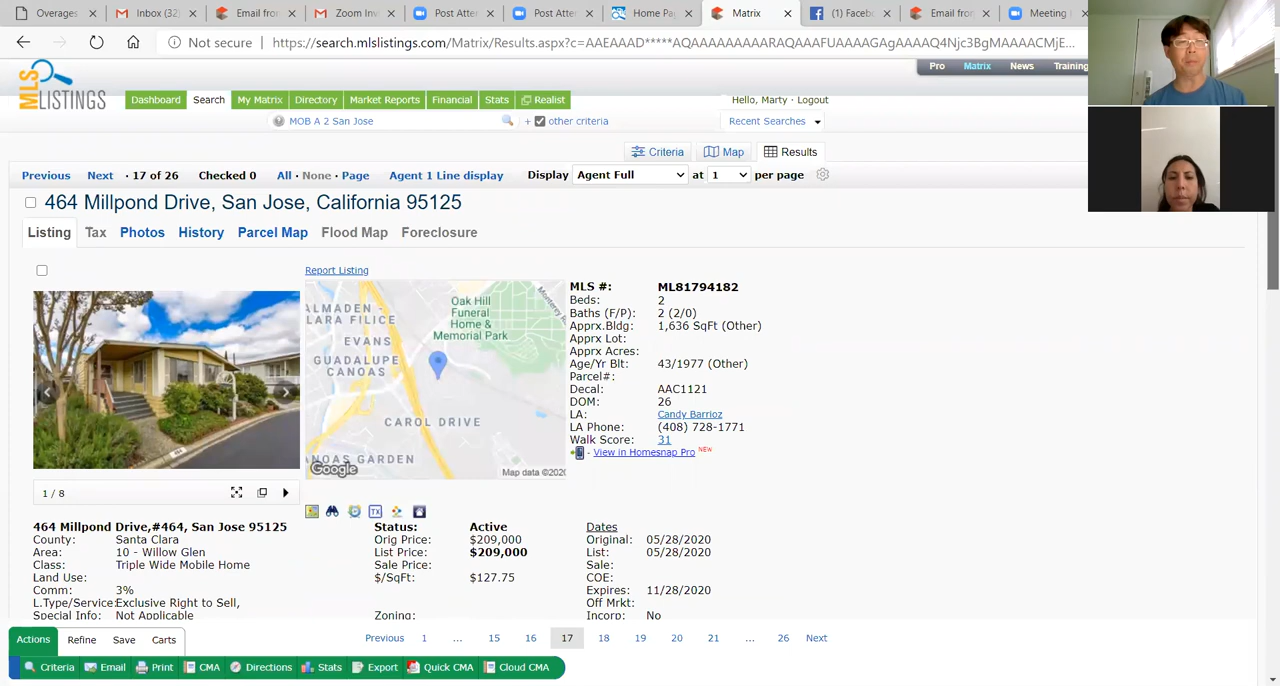 Overages
Inbox (32)
Email from
Zoom Inv
Post Atten
Post Atten
Home Pa
Matrix
(1) Faceb
Email from
Meeting I
Not secure | https://search.mlslistings.com/Matrix/Results.aspx?c=AAEAAAD*****AQAAAAAAAAARAQAAAFUAAAAGAgAAAAQ4Njc3BgMAAAACMjE...
MLS LISTINGS
Pro Matrix News Training
Dashboard Search My Matrix Directory Market Reports Financial Stats Realist
Hello, Marty · Logout
MOB A 2 San Jose
+ other criteria
Recent Searches
Criteria Map Results
Previous Next · 17 of 26 Checked 0 All · None · Page Agent 1 Line display Display Agent Full at 1 per page
464 Millpond Drive, San Jose, California 95125
Listing Tax Photos History Parcel Map Flood Map Foreclosure
Report Listing
ALMADEN -
LARA FILICE
EVANS
GUADALUPE
CANOAS
Oak Hill
Funeral
Home &
Memorial Park
Monterey
CAROL DRIVE
NOAS GARDEN
Google
Map data ©2020
464
1 / 8
MLS #: ML81794182
Beds: 2
Baths (F/P): 2 (2/0)
Apprx.Bldg: 1,636 SqFt (Other)
Apprx Lot:
Apprx Acres:
Age/Yr Blt: 43/1977 (Other)
Parcel#:
Decal: AAC1121
DOM: 26
LA: Candy Barrioz
LA Phone: (408) 728-1771
Walk Score: 31
- View in Homesnap Pro NEW
TX
464 Millpond Drive,#464, San Jose 95125
County: Santa Clara
Area: 10 - Willow Glen
Class: Triple Wide Mobile Home
Land Use:
Comm: 3%
L.Type/Service: Exclusive Right to Sell,
Special Info: Not Applicable
Status: Active
Orig Price: $209,000
List Price: $209,000
Sale Price:
$/SqFt: $127.75
Zoning:
Dates
Original: 05/28/2020
List: 05/28/2020
Sale:
COE:
Expires: 11/28/2020
Off Mrkt:
Incorp: No
Actions Refine Save Carts
Previous 1 ... 15 16 17 18 19 20 21 ... 26 Next
Criteria Email Print CMA Directions Stats Export Quick CMA Cloud CMA